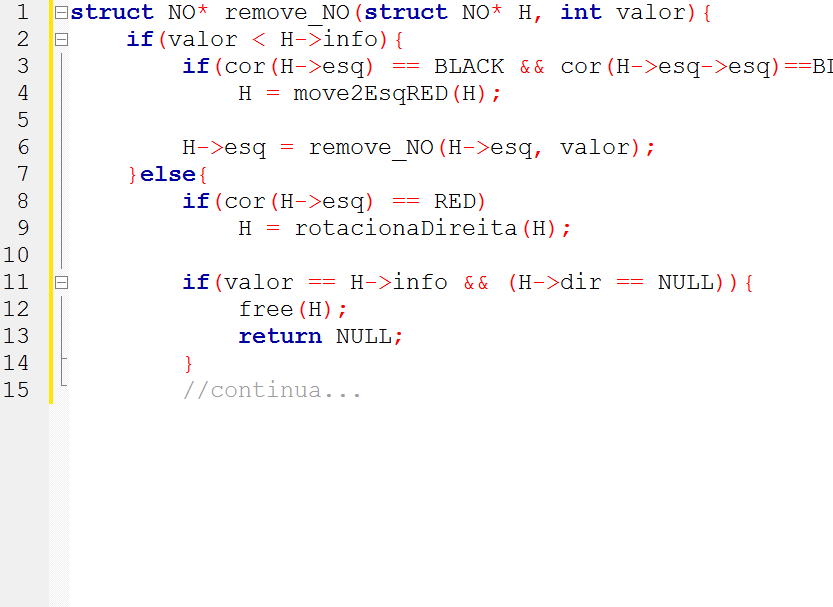 1 struct NO* remove_NO(struct NO* H, int valor){
2 if(valor < H->info){
3 if(cor(H->esq) == BLACK && cor(H->esq->esq)==BL
4 H = move2EsqRED(H);
5
6 H->esq = remove_NO(H->esq, valor);
7 }else{
8 if(cor(H->esq) == RED)
9 H = rotacionaDireita(H);
10
11 if(valor == H->info && (H->dir == NULL)){
12 free(H);
13 return NULL;
14 }
15 //continua...